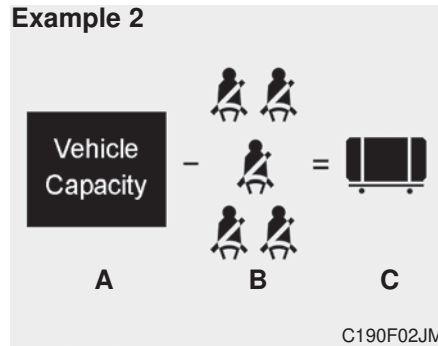 Example 2
Vehicle
Capacity
-
=
A B C
C190F02JM